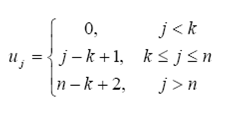 0, j < k
u_j = { j − k + 1, k ≤ j ≤ n
n − k + 2, j > n